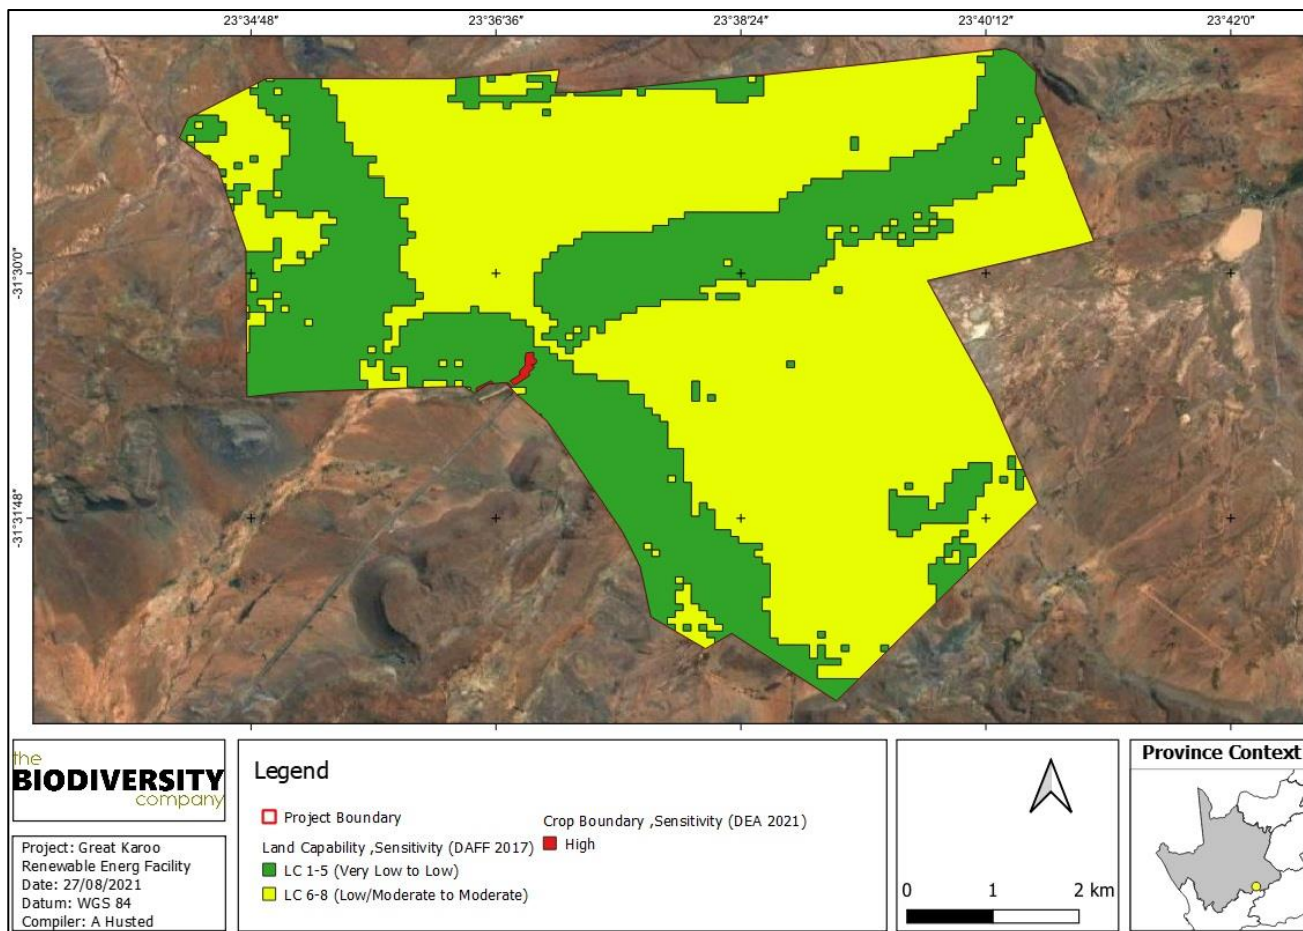 23°34'48" 23°36'36" 23°38'24" 23°40'12" 23°42'0"
-31°30'0"
-31°31'48"
the
BIODIVERSITY
company
Project: Great Karoo
Renewable Energ Facility
Date: 27/08/2021
Datum: WGS 84
Compiler: A Husted
Legend
Project Boundary
Land Capability ,Sensitivity (DAFF 2017)
LC 1-5 (Very Low to Low)
LC 6-8 (Low/Moderate to Moderate)
Crop Boundary ,Sensitivity (DEA 2021)
High
0 1 2 km
Province Context